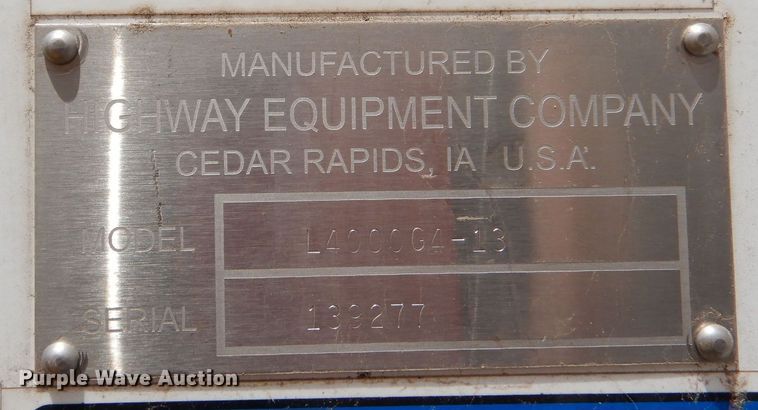 MANUFACTURED BY
HIGHWAY EQUIPMENT COMPANY
CEDAR RAPIDS, IA U.S.A.
MODEL L4000G4-13
SERIAL 139277
Purple Wave Auction